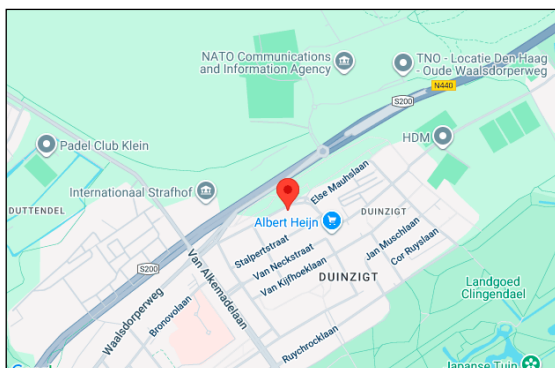 NATO Communications
and Information Agency
TNO - Locatie Den Haag
- Oude Waalsdorperweg
N440
S200
HDM
Padel Club Klein
Internationaal Strafhof
DUTTENDEL
Else Mauhslaan
Albert Heijn
DUINZIGT
Stalpertstraat
Van Neckstraat
Jan Muschlaan
Cor Ruyslaan
Van Alkemadelaan
S200
Van Kijfhoeklaan
DUINZIGT
Landgoed
Clingendael
Waalsdorperweg
Bronovolaan
Ruychrocklaan
Japanse Tuin